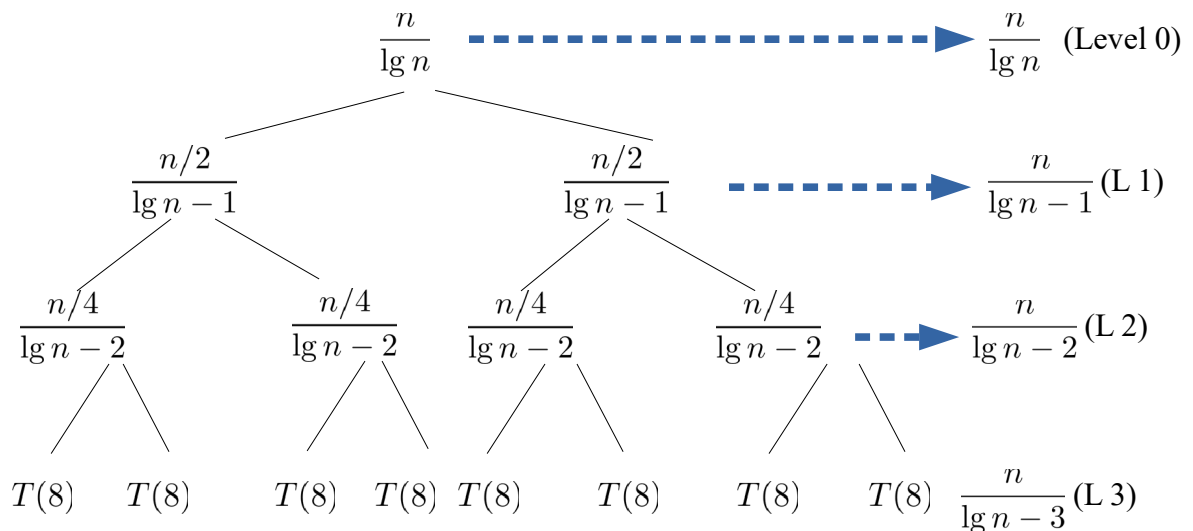 n/lg n n/lg n (Level 0)
(n/2)/(lg n − 1) (n/2)/(lg n − 1) n/(lg n − 1) (L 1)
(n/4)/(lg n − 2) (n/4)/(lg n − 2) (n/4)/(lg n − 2) (n/4)/(lg n − 2) n/(lg n − 2) (L 2)
T(8) T(8) T(8) T(8) T(8) T(8) T(8) T(8) n/(lg n − 3) (L 3)